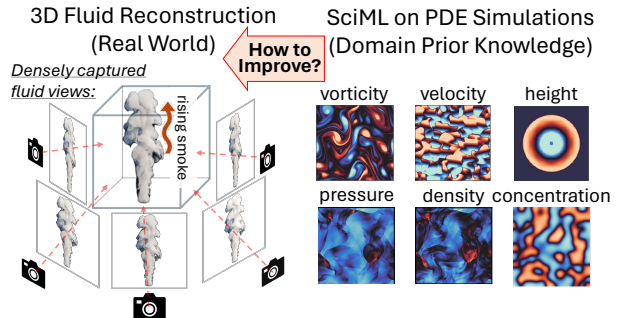 3D Fluid Reconstruction
(Real World)
How to
Improve?
SciML on PDE Simulations
(Domain Prior Knowledge)
Densely captured
fluid views:
rising smoke
vorticity
velocity
height
pressure
density
concentration